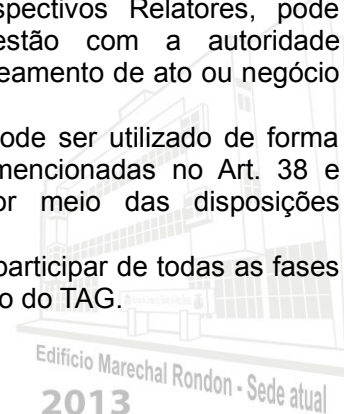 spectivos Relatores, pode
estão com a autoridade
eamento de ato ou negócio
ode ser utilizado de forma
mencionadas no Art. 38 e
or meio das disposições
participar de todas as fases
o do TAG.
Edifício Marechal Rondon - Sede atual
2013